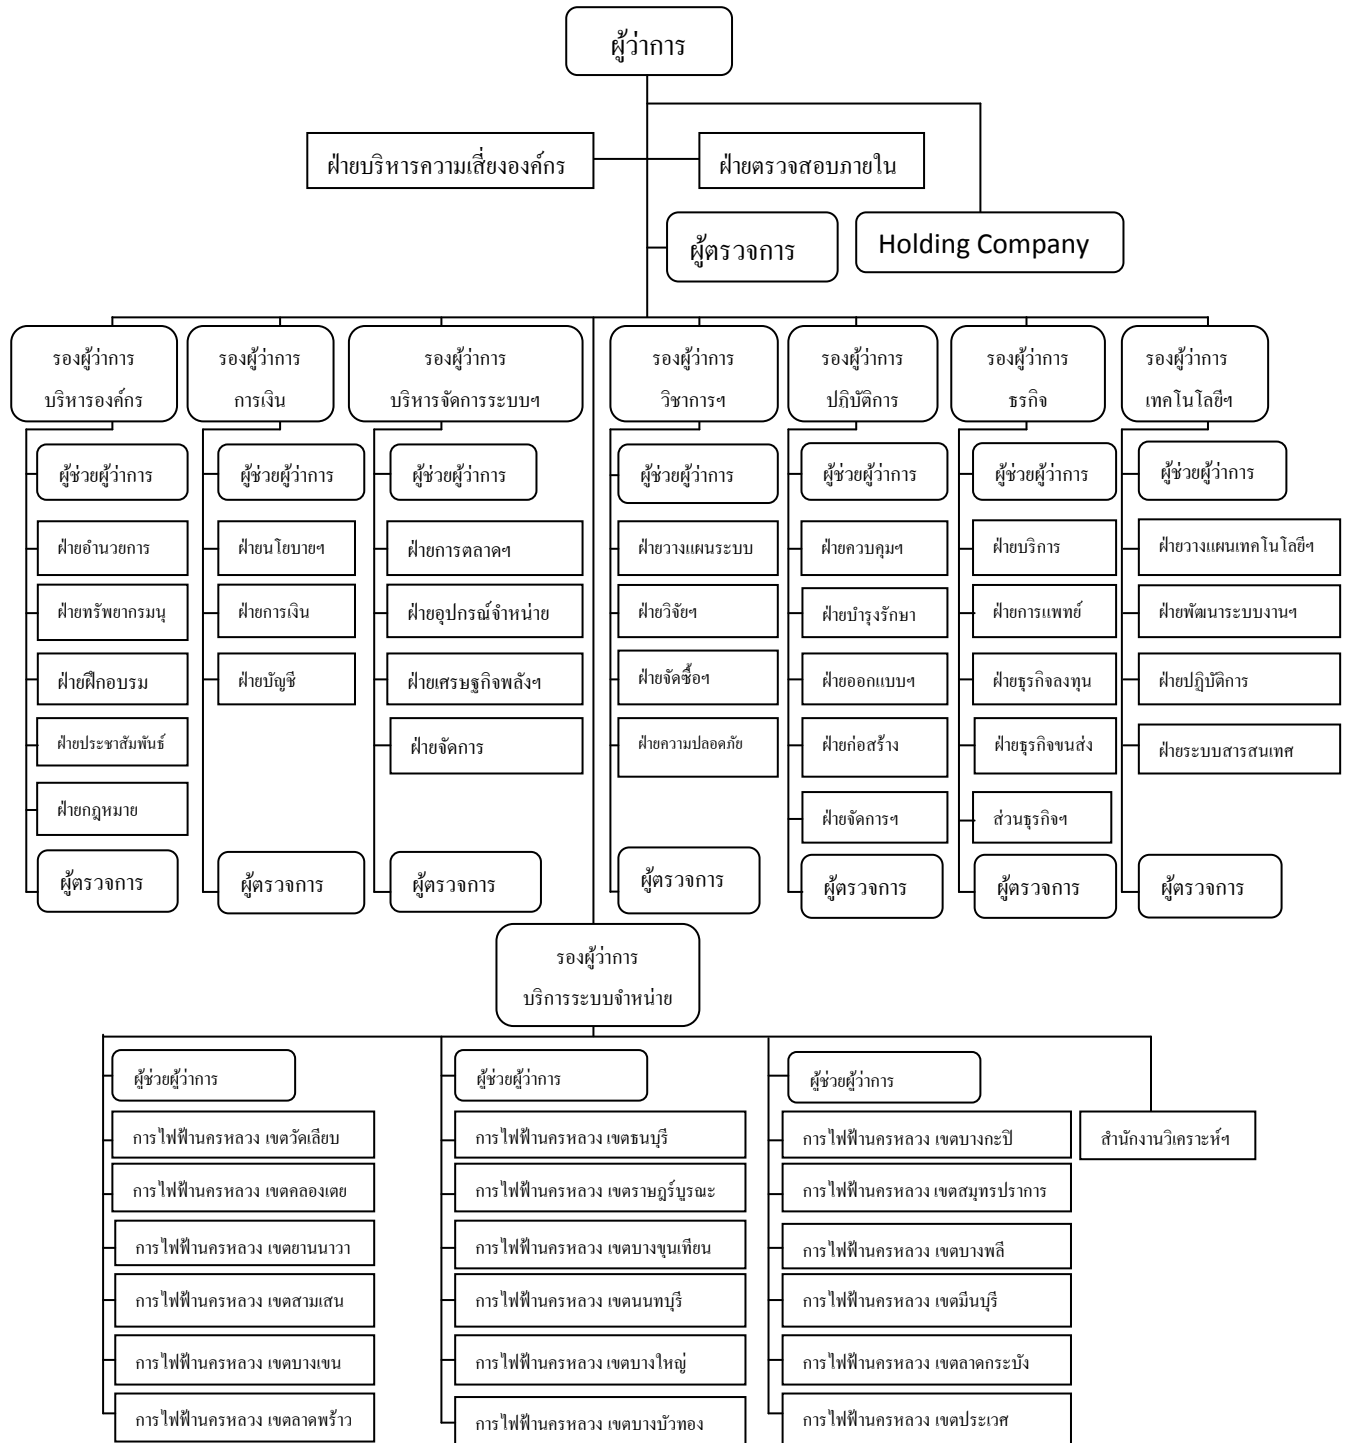 ผู้ว่าการ
ฝ่ายบริหารความเสี่ยงองค์กร
ฝ่ายตรวจสอบภายใน
ผู้ตรวจการ
Holding Company
รองผู้ว่าการ
บริหารองค์กร
รองผู้ว่าการ
การเงิน
รองผู้ว่าการ
บริหารจัดการระบบฯ
รองผู้ว่าการ
วิชาการฯ
รองผู้ว่าการ
ปฏิบัติการ
รองผู้ว่าการ
ธรกิจ
รองผู้ว่าการ
เทคโนโลยีฯ
ผู้ช่วยผู้ว่าการ
ฝ่ายอำนวยการ
ฝ่ายทรัพยากรมนุ
ฝ่ายฝึกอบรม
ฝ่ายประชาสัมพันธ์
ฝ่ายกฎหมาย
ผู้ตรวจการ
ผู้ช่วยผู้ว่าการ
ฝ่ายนโยบายฯ
ฝ่ายการเงิน
ฝ่ายบัญชี
ผู้ตรวจการ
ผู้ช่วยผู้ว่าการ
ฝ่ายการตลาดฯ
ฝ่ายอุปกรณ์จำหน่าย
ฝ่ายเศรษฐกิจพลังฯ
ฝ่ายจัดการ
ผู้ตรวจการ
ผู้ช่วยผู้ว่าการ
ฝ่ายวางแผนระบบ
ฝ่ายวิจัยฯ
ฝ่ายจัดซื้อฯ
ฝ่ายความปลอดภัย
ผู้ตรวจการ
ผู้ช่วยผู้ว่าการ
ฝ่ายควบคุมฯ
ฝ่ายบำรุงรักษา
ฝ่ายออกแบบฯ
ฝ่ายก่อสร้าง
ฝ่ายจัดการฯ
ผู้ตรวจการ
ผู้ช่วยผู้ว่าการ
ฝ่ายบริการ
ฝ่ายการแพทย์
ฝ่ายธุรกิจลงทุน
ฝ่ายธุรกิจขนส่ง
ส่วนธุรกิจฯ
ผู้ตรวจการ
ผู้ช่วยผู้ว่าการ
ฝ่ายวางแผนเทคโนโลยีฯ
ฝ่ายพัฒนาระบบงานฯ
ฝ่ายปฏิบัติการ
ฝ่ายระบบสารสนเทศ
ผู้ตรวจการ
รองผู้ว่าการ
บริการระบบจำหน่าย
ผู้ช่วยผู้ว่าการ
การไฟฟ้านครหลวง เขตวัดเลียบ
การไฟฟ้านครหลวง เขตคลองเตย
การไฟฟ้านครหลวง เขตยานนาวา
การไฟฟ้านครหลวง เขตสามเสน
การไฟฟ้านครหลวง เขตบางเขน
การไฟฟ้านครหลวง เขตลาดพร้าว
ผู้ช่วยผู้ว่าการ
การไฟฟ้านครหลวง เขตธนบุรี
การไฟฟ้านครหลวง เขตราษฎร์บูรณะ
การไฟฟ้านครหลวง เขตบางขุนเทียน
การไฟฟ้านครหลวง เขตนนทบุรี
การไฟฟ้านครหลวง เขตบางใหญ่
การไฟฟ้านครหลวง เขตบางบัวทอง
ผู้ช่วยผู้ว่าการ
การไฟฟ้านครหลวง เขตบางกะปิ
การไฟฟ้านครหลวง เขตสมุทรปราการ
การไฟฟ้านครหลวง เขตบางพลี
การไฟฟ้านครหลวง เขตมีนบุรี
การไฟฟ้านครหลวง เขตลาดกระบัง
การไฟฟ้านครหลวง เขตประเวศ
สำนักงานวิเคราะห์ฯ